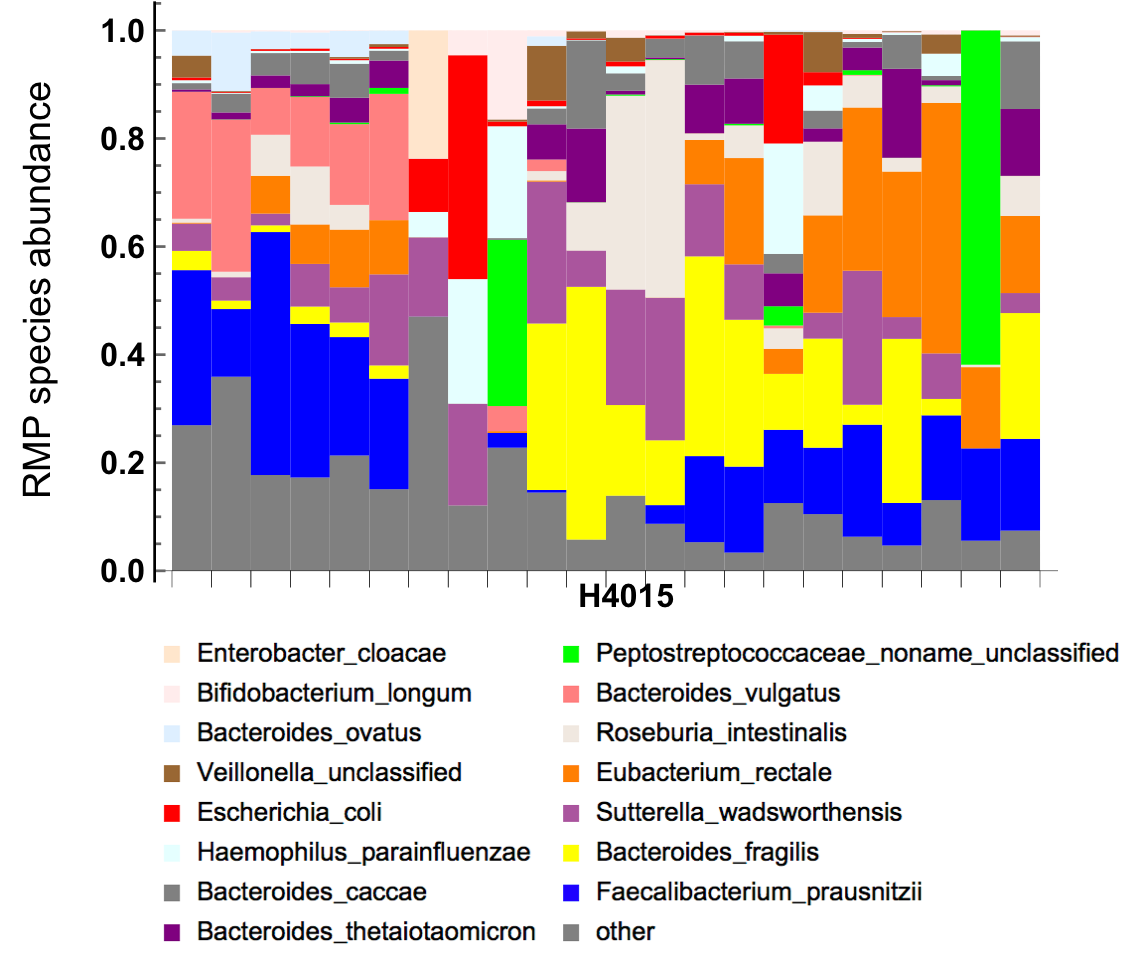 RMP species abundance
1.0
0.8
0.6
0.4
0.2
0.0
H4015
Enterobacter_cloacae
Bifidobacterium_longum
Bacteroides_ovatus
Veillonella_unclassified
Escherichia_coli
Haemophilus_parainfluenzae
Bacteroides_caccae
Bacteroides_thetaiotaomicron
Peptostreptococcaceae_noname_unclassified
Bacteroides_vulgatus
Roseburia_intestinalis
Eubacterium_rectale
Sutterella_wadsworthensis
Bacteroides_fragilis
Faecalibacterium_prausnitzii
other